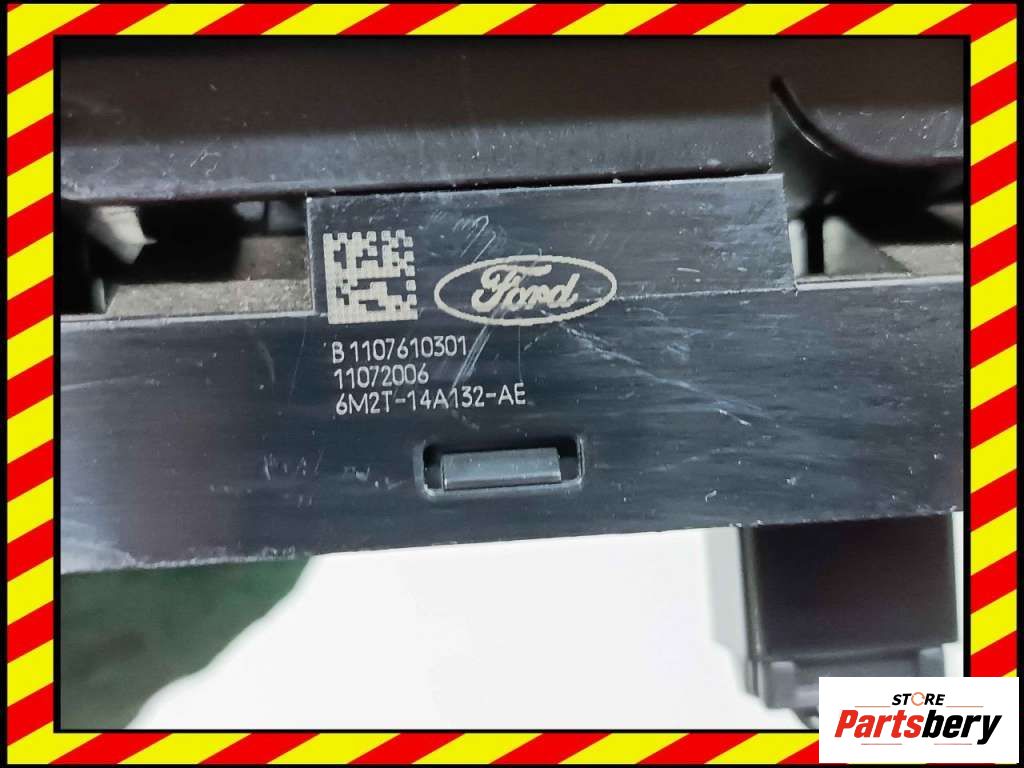 Ford
B 1107610301
11072006
6M2T-14A132-AE
STORE
Partsbery